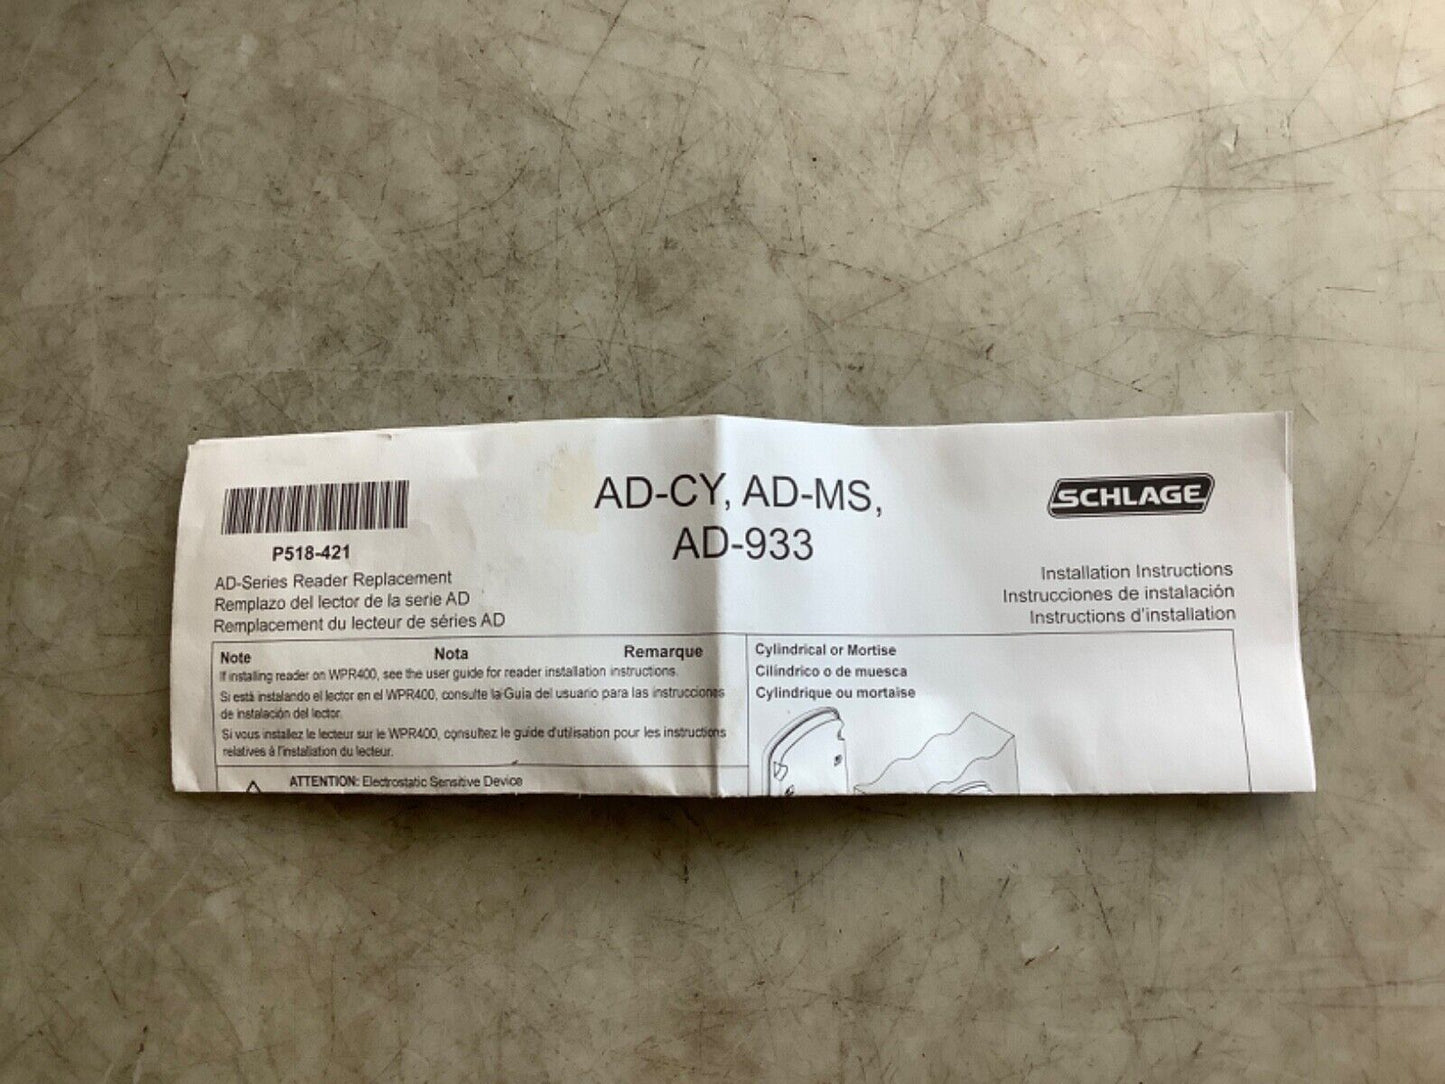 P518-421
AD-Series Reader Replacement
Remplazo del lector de la serie AD
Remplacement du lecteur de séries AD
AD-CY, AD-MS,
AD-933
SCHLAGE
Installation Instructions
Instrucciones de instalación
Instructions d'installation
Note Nota Remarque
If installing reader on WPR400, see the user guide for reader installation instructions.
Si está instalando el lector en el WPR400, consulte la Guia del usuario para las instrucciones
de instalación del lector.
Si vous installez le lecteur sur le WPR400, consultez le guide d'utilisation pour les instructions
relatives à l'installation du lecteur.
ATTENTION: Electrostatic Sensitive Device
Cylindrical or Mortise
Cilíndrico o de muesca
Cylindrique ou mortaise